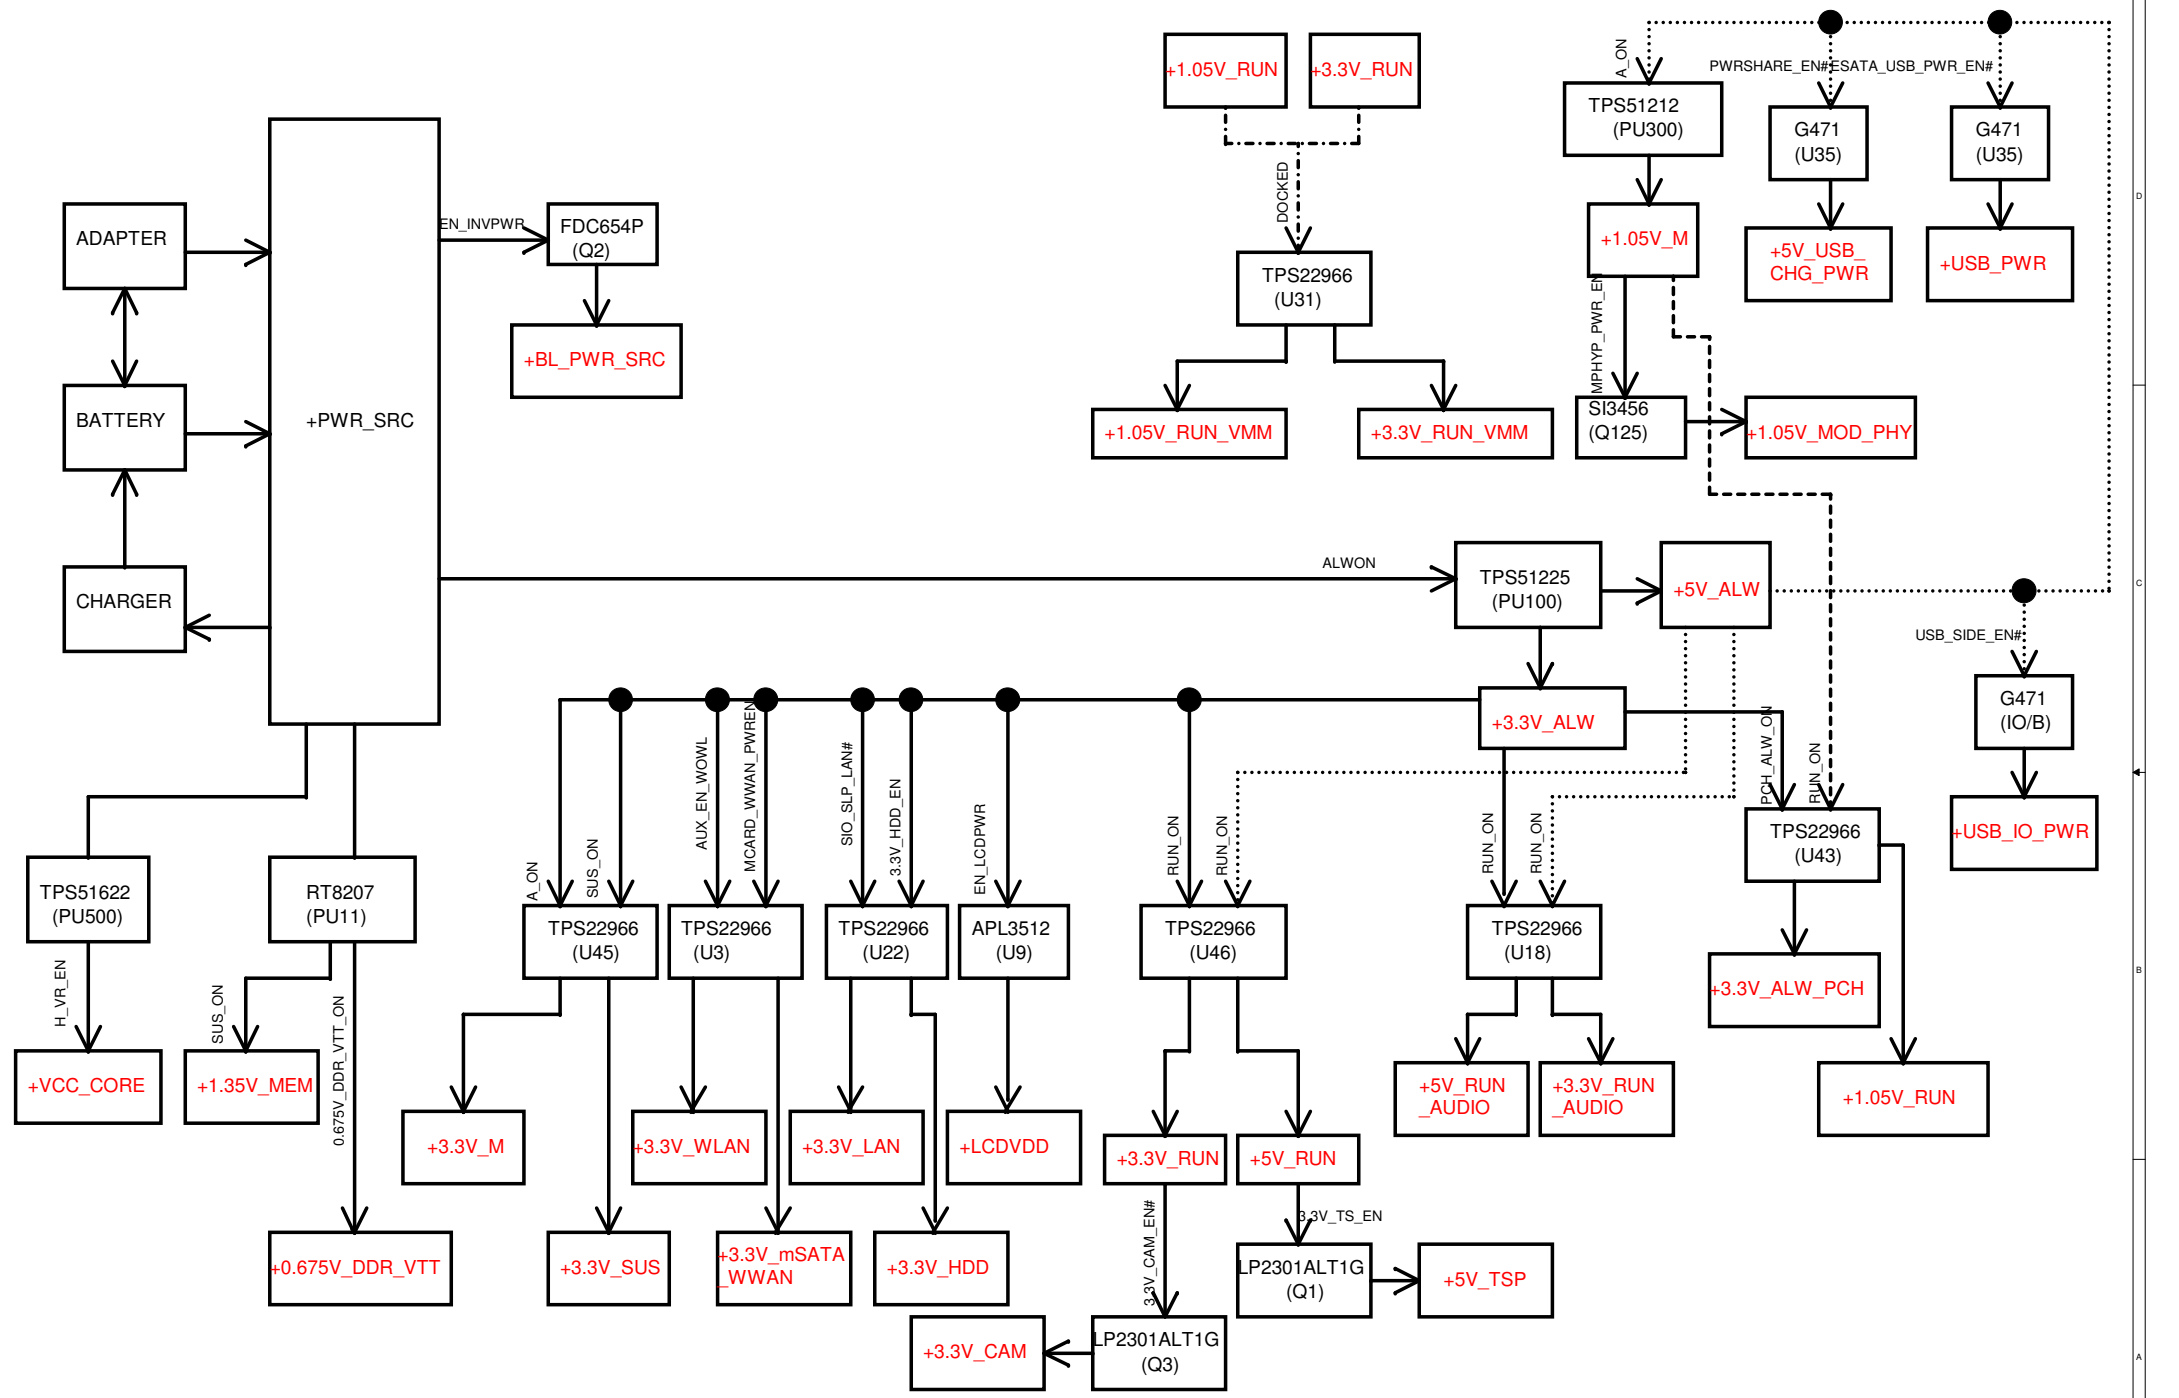 +1.05V_RUN
+3.3V_RUN
A_ON
PWRSHARE_EN#
ESATA_USB_PWR_EN#
TPS51212
(PU300)
G471
(U35)
G471
(U35)
DOCKED
D
ADAPTER
EN_INVPWR
FDC654P
(Q2)
+1.05V_M
+5V_USB_
CHG_PWR
+USB_PWR
TPS22966
(U31)
MPHYP_PWR_EN
+BL_PWR_SRC
BATTERY
+PWR_SRC
+1.05V_RUN_VMM
+3.3V_RUN_VMM
SI3456
(Q125)
+1.05V_MOD_PHY
ALWON
TPS51225
(PU100)
+5V_ALW
C
CHARGER
USB_SIDE_EN#
G471
(IO/B)
+3.3V_ALW
AUX_EN_WOWL
MCARD_WWAN_PWREN
SIO_SLP_LAN#
3.3V_HDD_EN
EN_LCDPWR
PCH_ALW_ON
RUN_ON
A_ON
SUS_ON
RUN_ON
RUN_ON
RUN_ON
RUN_ON
TPS22966
(U43)
+USB_IO_PWR
TPS51622
(PU500)
RT8207
(PU11)
TPS22966
(U45)
TPS22966
(U3)
TPS22966
(U22)
APL3512
(U9)
TPS22966
(U46)
TPS22966
(U18)
B
H_VR_EN
SUS_ON
0.675V_DDR_VTT_ON
+3.3V_ALW_PCH
+VCC_CORE
+1.35V_MEM
+5V_RUN
_AUDIO
+3.3V_RUN
_AUDIO
+1.05V_RUN
+3.3V_M
+3.3V_WLAN
+3.3V_LAN
+LCDVDD
+3.3V_RUN
+5V_RUN
3.3V_CAM_EN#
3.3V_TS_EN
+0.675V_DDR_VTT
+3.3V_SUS
+3.3V_mSATA
_WWAN
+3.3V_HDD
LP2301ALT1G
(Q1)
+5V_TSP
+3.3V_CAM
LP2301ALT1G
(Q3)
A